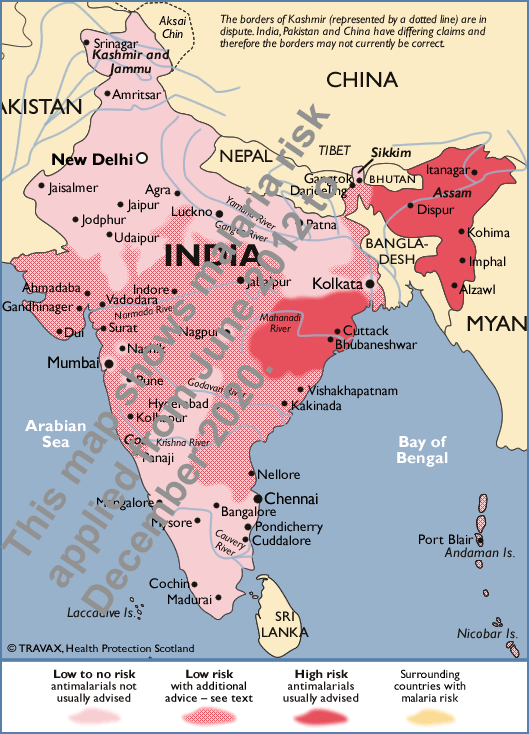 Aksai
Chin
The borders of Kashmir (represented by a dotted line) are in
dispute. India, Pakistan and China have differing claims and
therefore the borders may not currently be correct.
Srinagar
Kashmir and
Jammu
CHINA
AKISTAN
Amritsar
New Delhi
NEPAL
TIBET
Sikkim
Gangtok
BHUTAN
Itanagar
Darjeeling
Assam
Jaisalmer
Agra
Jaipur
Luckno
Yamuna River
Dispur
Jodhpur
Ganges River
Patna
Kohima
Udaipur
INDIA
BANGLA-
DESH
Imphal
Ahmadaba
Indore
Jabalpur
Kolkata
Aizawl
Gandhinager
Vadodara
Narmada River
Mahanadi
River
MYAN
Diu
Surat
Nagpur
Cuttack
Nashik
Bhubaneshwar
Mumbai
Pune
Godavari River
Vishakhapatnam
Hyderabad
Kakinada
Kolhapur
Arabian
Sea
Goa
Krishna River
Bay of
Bengal
Panaji
Nellore
Mangalore
Chennai
Bangalore
Mysore
Pondicherry
Cauvery
River
Cuddalore
Port Blair
Andaman Is.
Cochin
Madurai
Laccadive Is.
SRI
LANKA
Nicobar Is.
This map shows malaria risk
applied from June 2012 to
December 2020.
© TRAVAX, Health Protection Scotland
Low to no risk
antimalarials not
usually advised
Low risk
with additional
advice – see text
High risk
antimalarials
usually advised
Surrounding
countries with
malaria risk